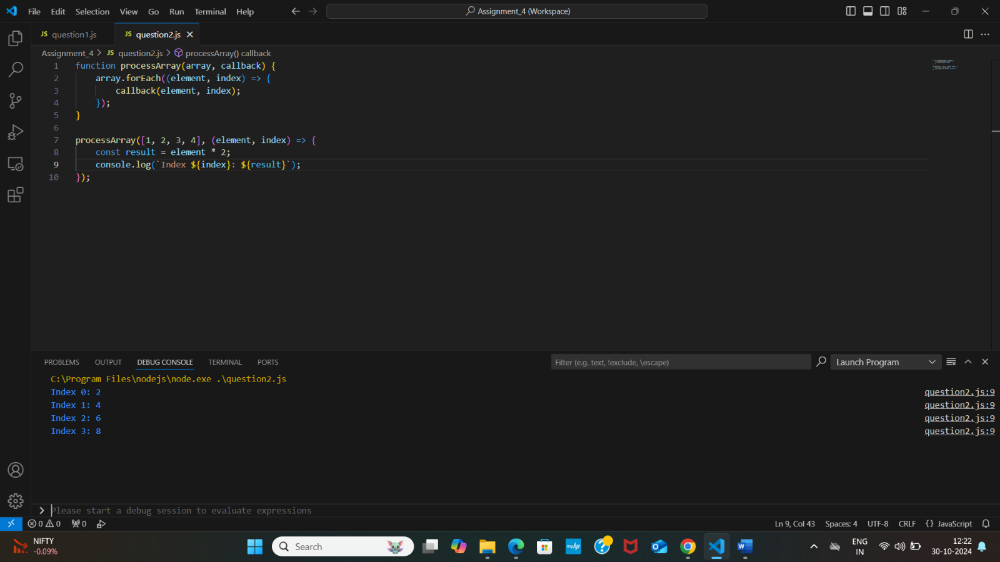 File Edit Selection View Go Run Terminal Help
Assignment_4 (Workspace)
JS question1.js
JS question2.js
Assignment_4 > JS question2.js > processArray() callback
1 function processArray(array, callback) {
2 array.forEach((element, index) => {
3 callback(element, index);
4 });
5 }
6
7 processArray([1, 2, 3, 4], (element, index) => {
8 const result = element * 2;
9 console.log(`Index ${index}: ${result}`);
10 });
PROBLEMS OUTPUT DEBUG CONSOLE TERMINAL PORTS
Filter (e.g. text, !exclude, \escape)
Launch Program
C:\Program Files\nodejs\node.exe .\question2.js
Index 0: 2 question2.js:9
Index 1: 4 question2.js:9
Index 2: 6 question2.js:9
Index 3: 8 question2.js:9
Please start a debug session to evaluate expressions
0 0 0
Ln 9, Col 43 Spaces: 4 UTF-8 CRLF {} JavaScript
NIFTY
-0.09%
Search
myhp
ENG
IN
12:22
30-10-2024